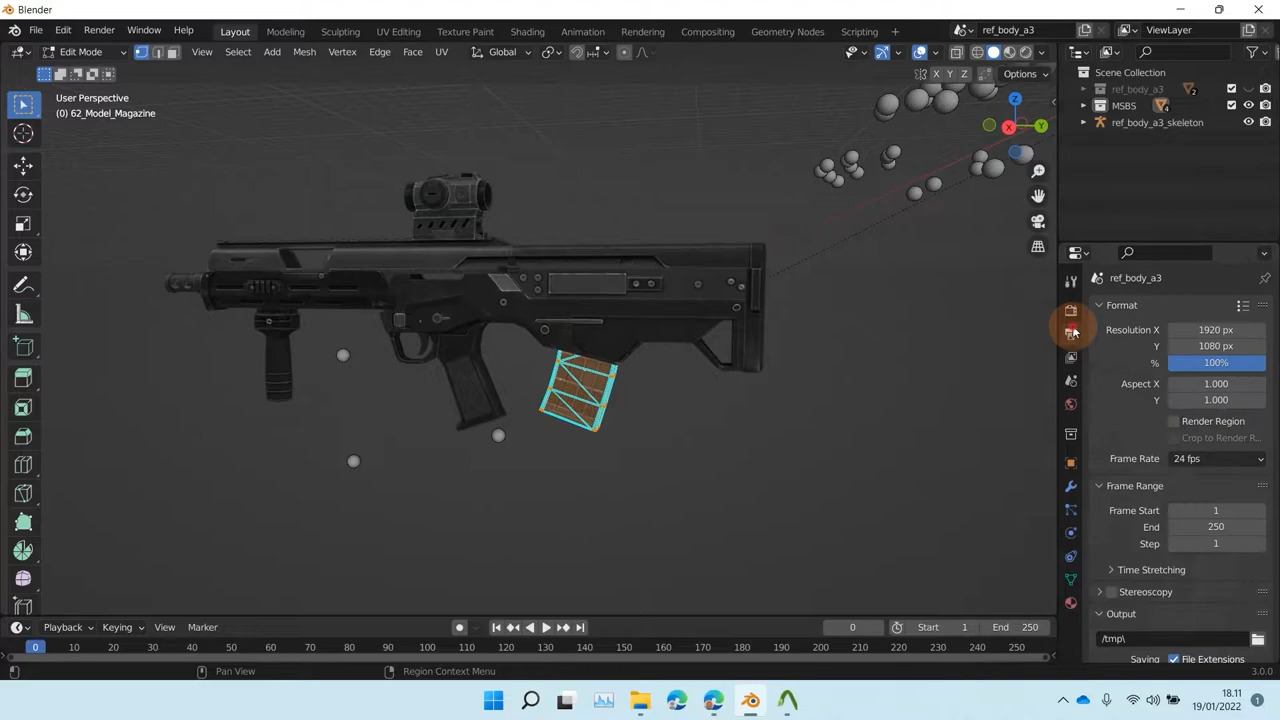 Blender
File Edit Render Window Help Layout Modeling Sculpting UV Editing Texture Paint Shading Animation Rendering Compositing Geometry Nodes Scripting + ref_body_a3 ViewLayer
Edit Mode View Select Add Mesh Vertex Edge Face UV Global
X Y Z Options
User Perspective
(0) 62_Model_Magazine
Z
X
Y
Scene Collection
ref_body_a3 2
MSBS 4
ref_body_a3_skeleton
ref_body_a3
Format
Resolution X 1920 px
Y 1080 px
% 100%
Aspect X 1.000
Y 1.000
Render Region
Crop to Render R...
Frame Rate 24 fps
Frame Range
Frame Start 1
End 250
Step 1
Time Stretching
Stereoscopy
Output
/tmp\
Saving File Extensions
Playback Keying View Marker 0 Start 1 End 250
0 10 20 30 40 50 60 70 80 90 100 110 120 130 140 150 160 170 180 190 200 210 220 230 240 250
Pan View Region Context Menu 3.0.0
18.11
19/01/2022
1